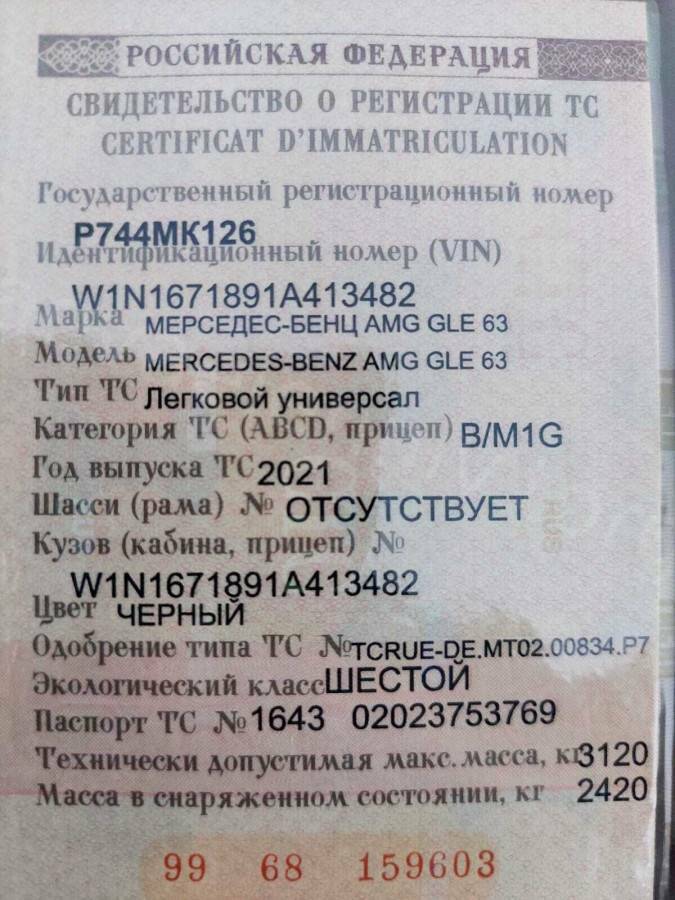 РОССИЙСКАЯ ФЕДЕРАЦИЯ
СВИДЕТЕЛЬСТВО О РЕГИСТРАЦИИ ТС
CERTIFICAT D'IMMATRICULATION
Государственный регистрационный номер
Р744МК126
Идентификационный номер (VIN)
W1N1671891A413482
Марка МЕРСЕДЕС-БЕНЦ AMG GLE 63
Модель MERCEDES-BENZ AMG GLE 63
Тип ТС Легковой универсал
Категория ТС (ABCD, прицеп) B/M1G
Год выпуска ТС 2021
Шасси (рама) № ОТСУТСТВУЕТ
Кузов (кабина, прицеп) №
W1N1671891A413482
Цвет ЧЕРНЫЙ
Одобрение типа ТС № TCRUE-DE.MT02.00834.P7
Экологический класс ШЕСТОЙ
Паспорт ТС № 1643 02023753769
Технически допустимая макс. масса, кг 3120
Масса в снаряженном состоянии, кг 2420
99 68 159603